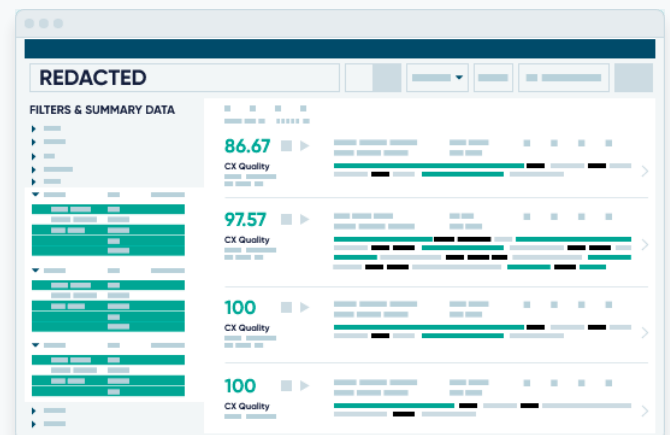 REDACTED
FILTERS & SUMMARY DATA
86.67
CX Quality
97.57
CX Quality
100
CX Quality
100
CX Quality